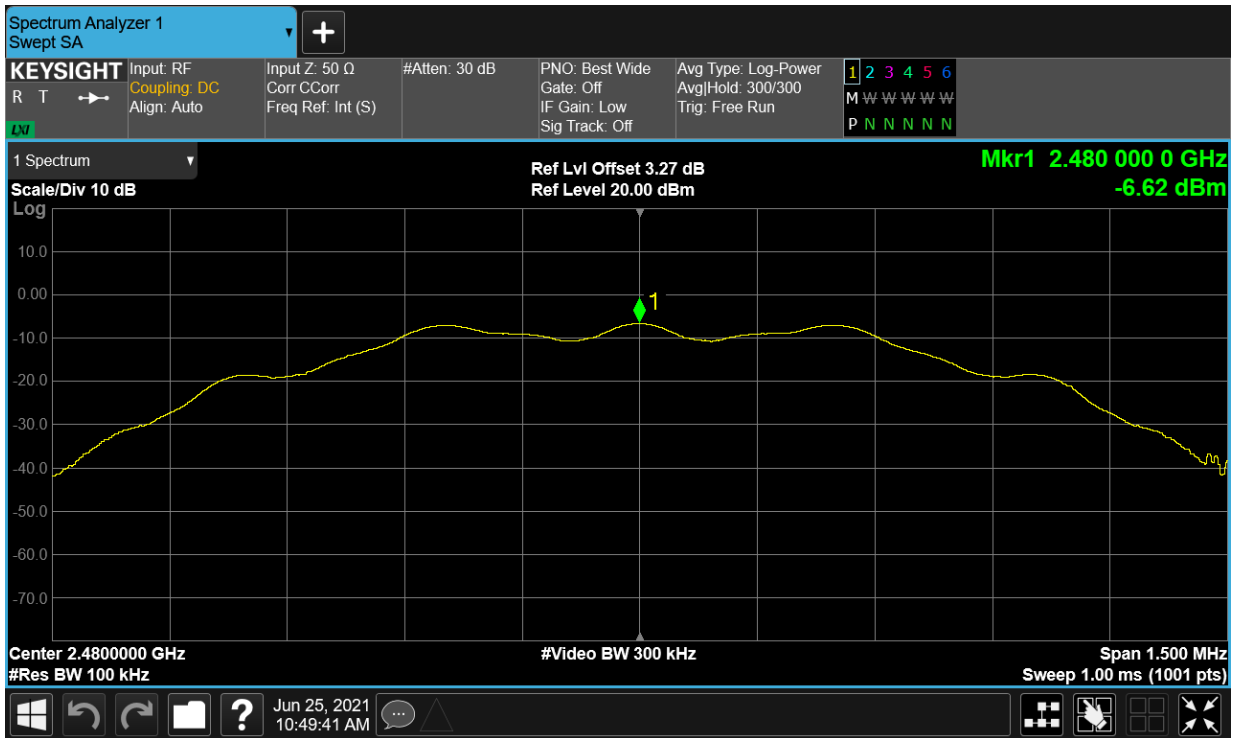 Spectrum Analyzer 1
Swept SA
▼
+
KEYSIGHT
R T
LXI
Input: RF
Coupling: DC
Align: Auto
Input Z: 50 Ω
Corr CCorr
Freq Ref: Int (S)
#Atten: 30 dB
PNO: Best Wide
Gate: Off
IF Gain: Low
Sig Track: Off
Avg Type: Log-Power
Avg|Hold: 300/300
Trig: Free Run
1 2 3 4 5 6
M W W W W W
P N N N N N
1 Spectrum ▼
Scale/Div 10 dB
Log
Ref Lvl Offset 3.27 dB
Ref Level 20.00 dBm
Mkr1 2.480 000 0 GHz
-6.62 dBm
10.0
0.00
-10.0
-20.0
-30.0
-40.0
-50.0
-60.0
-70.0
1
Center 2.4800000 GHz
#Res BW 100 kHz
#Video BW 300 kHz
Span 1.500 MHz
Sweep 1.00 ms (1001 pts)
?
Jun 25, 2021
10:49:41 AM